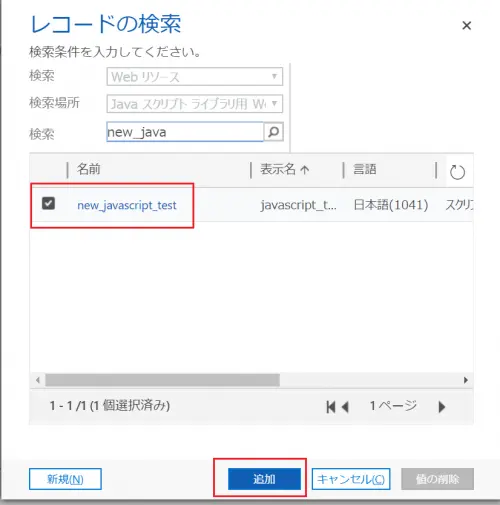 レコードの検索
検索条件を入力してください。
検索 Web リソース
検索場所 Java スクリプト ライブラリ用 We
検索 new_java
名前 表示名 言語
new_javascript_test javascript_t... 日本語(1041) スクリ
1 - 1 /1 (1 個選択済み) 1 ページ
新規(N) 追加 キャンセル(C) 値の削除